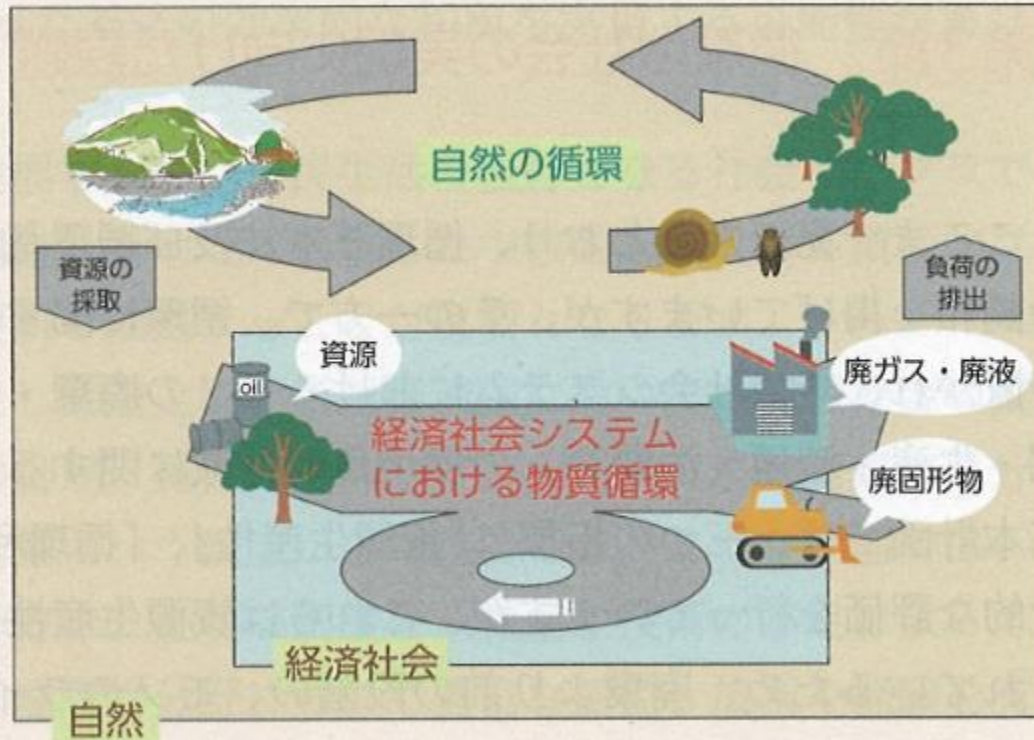 自然の循環
資源の
採取
負荷の
排出
資源
oil
廃ガス・廃液
経済社会システム
における物質循環
廃固形物
経済社会
自然